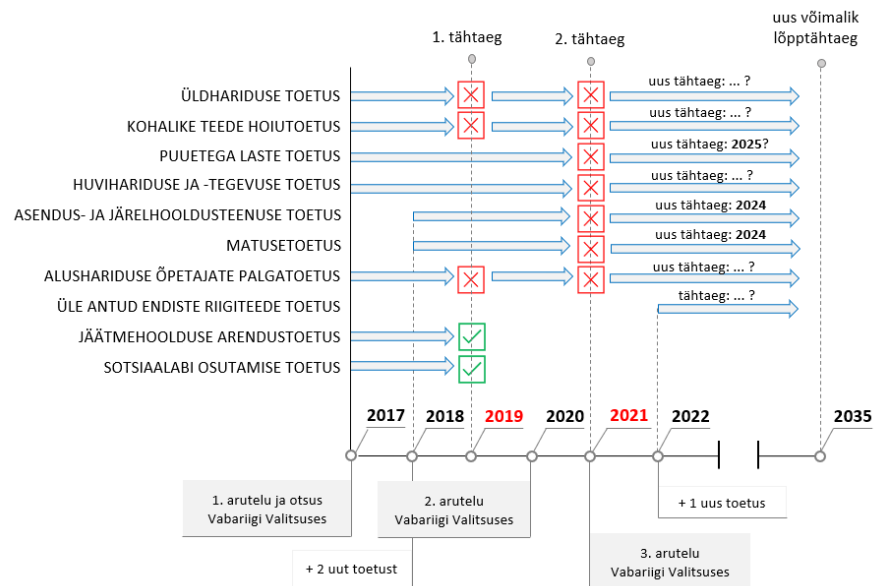 uus võimalik
lõpptähtaeg
1. tähtaeg
2. tähtaeg
ÜLDHARIDUSE TOETUS
uus tähtaeg: ... ?
KOHALIKE TEEDE HOIUTOETUS
uus tähtaeg: ... ?
PUUETEGA LASTE TOETUS
uus tähtaeg: 2025?
HUVIHARIDUSE JA -TEGEVUSE TOETUS
uus tähtaeg: ... ?
ASENDUS- JA JÄRELHOOLDUSTEENUSE TOETUS
uus tähtaeg: 2024
MATUSETOETUS
uus tähtaeg: 2024
ALUSHARIDUSE ÕPETAJATE PALGATOETUS
uus tähtaeg: ... ?
ÜLE ANTUD ENDISTE RIIGITEEDE TOETUS
tähtaeg: ... ?
JÄÄTMEHOOLDUSE ARENDUSTOETUS
SOTSIAALABI OSUTAMISE TOETUS
2017
2018
2019
2020
2021
2022
2035
1. arutelu ja otsus
Vabariigi Valitsuses
2. arutelu
Vabariigi Valitsuses
+ 1 uus toetus
+ 2 uut toetust
3. arutelu
Vabariigi Valitsuses